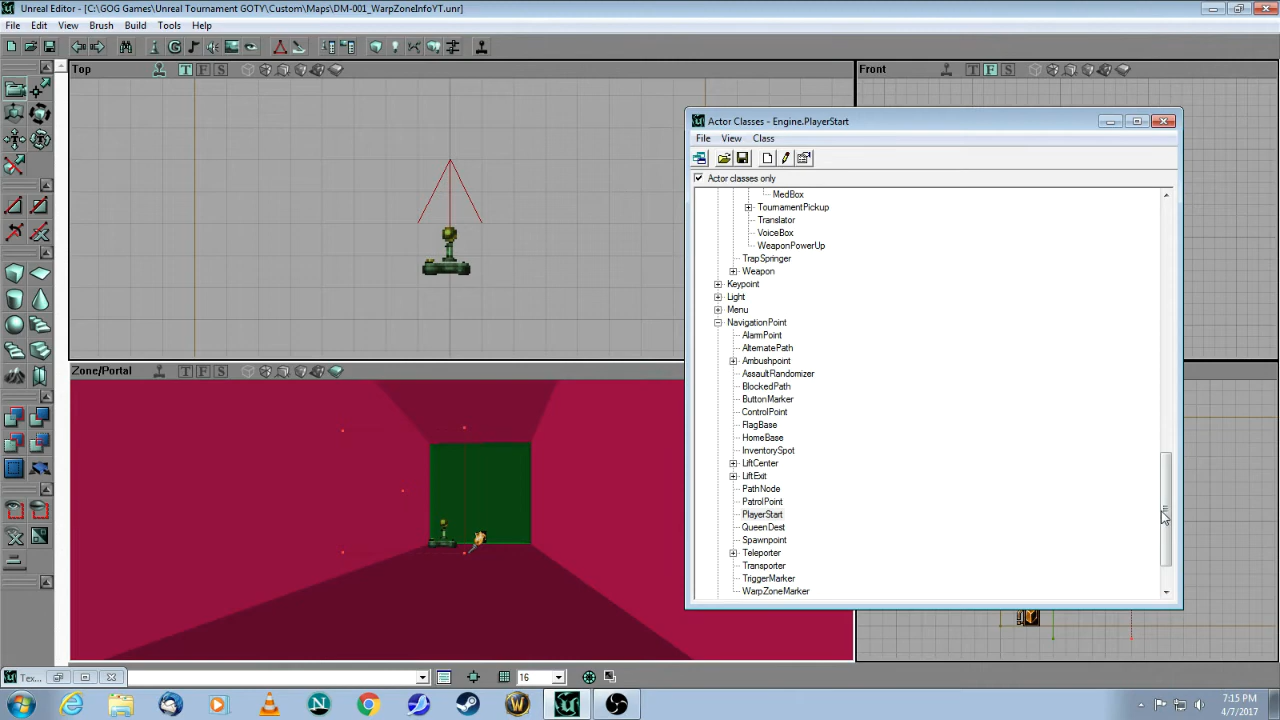 Unreal Editor - [C:\GOG Games\Unreal Tournament GOTY\Custom\Maps\DM-001_WarpZoneInfoYT.unr]
File Edit View Brush Build Tools Help
Top T F S
Front T F S
Actor Classes - Engine.PlayerStart
File View Class
Actor classes only
MedBox
TournamentPickup
Translator
VoiceBox
WeaponPowerUp
TrapSpringer
Weapon
Keypoint
Light
Menu
NavigationPoint
AlarmPoint
AlternatePath
Ambushpoint
AssaultRandomizer
BlockedPath
ButtonMarker
ControlPoint
FlagBase
HomeBase
InventorySpot
LiftCenter
LiftExit
PathNode
PatrolPoint
PlayerStart
QueenDest
Spawnpoint
Teleporter
Transporter
TriggerMarker
WarpZoneMarker
Zone/Portal T F S
Tex...
16
7:15 PM
4/7/2017